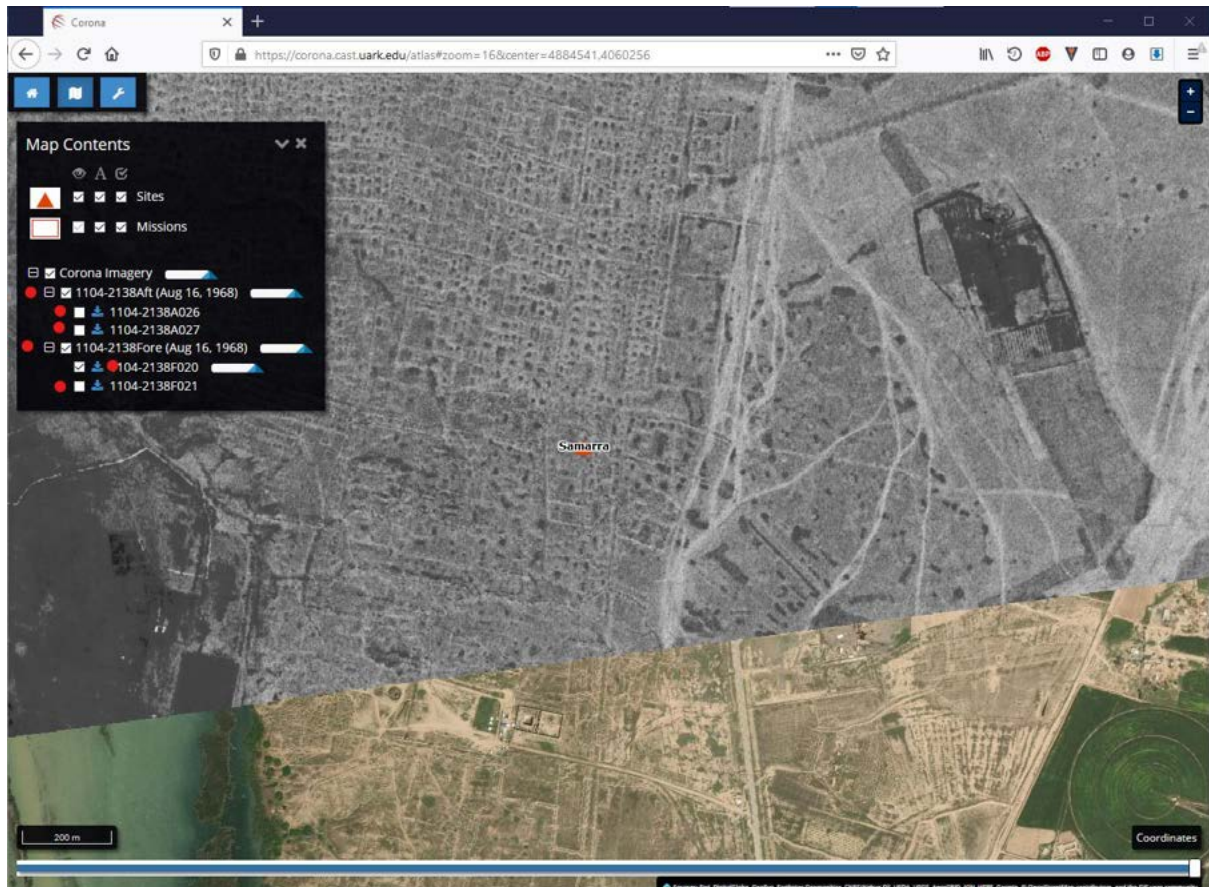 Corona
https://corona.cast.uark.edu/atlas#zoom=16&center=4884541,4060256
ABP
Map Contents
A
Sites
Missions
Corona Imagery
1104-2138Aft (Aug 16, 1968)
1104-2138A026
1104-2138A027
1104-2138Fore (Aug 16, 1968)
104-2138F020
1104-2138F021
Samarra
200 m
Coordinates